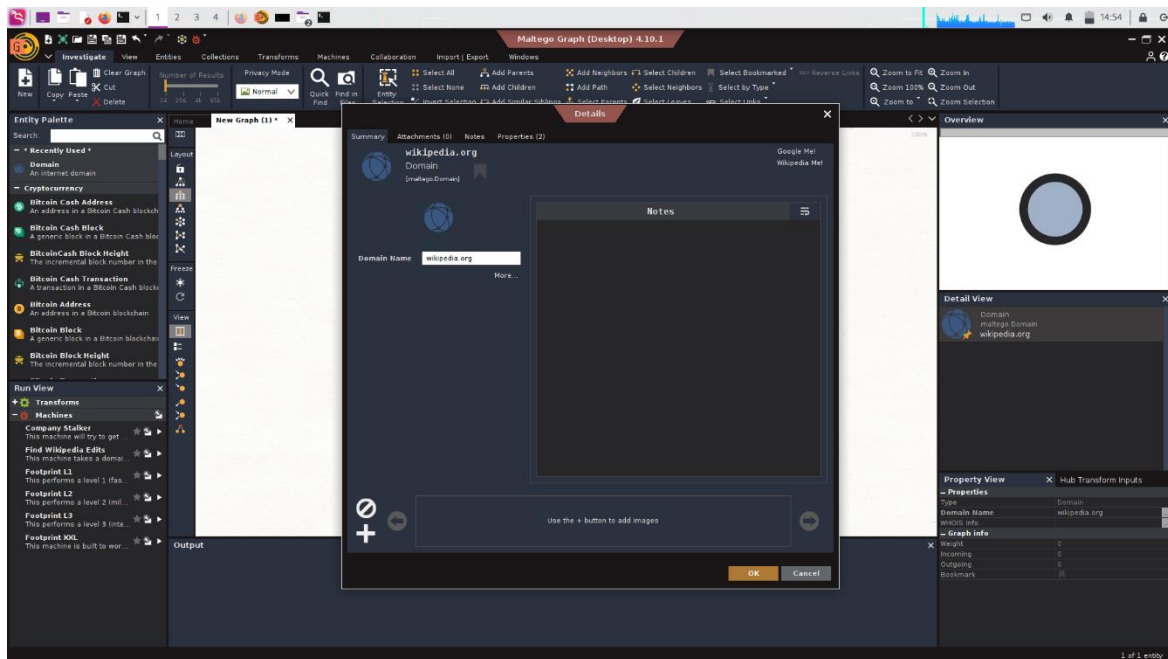 1 2 3 4
14:54
Maltego Graph (Desktop) 4.10.1
Investigate View Entities Collections Transforms Machines Collaboration Import | Export Windows
New
Copy Paste
Clear Graph
Cut
Delete
Number of Results
Privacy Mode
Normal
Quick Find
Find in
Entity
Select All
Select None
Invert Selection
Add Parents
Add Children
Add Similar Siblings
Add Neighbors
Add Path
Select Parents
Select Children
Select Neighbors
Select Leaves
Select Bookmarked
Select by Type
Select Links
Reverse Links
Zoom to Fit
Zoom 100%
Zoom to
Zoom In
Zoom Out
Zoom Selection
Entity Palette
Search:
* Recently Used *
Domain
An internet domain
Cryptocurrency
Bitcoin Cash Address
An address in a Bitcoin Cash blockch
Bitcoin Cash Block
A generic block in a Bitcoin Cash bloc
BitcoinCash Block Height
The incremental block number in the
Bitcoin Cash Transaction
A transaction in a Bitcoin Cash block
Bitcoin Address
An address in a Bitcoin blockchain
Bitcoin Block
A generic block in a Bitcoin blockchai
Bitcoin Block Height
The incremental block number in the
Run View
Transforms
Machines
Company Stalker
This machine will try to get ...
Find Wikipedia Edits
This machine takes a domai...
Footprint L1
This performs a level 1 (fas...
Footprint L2
This performs a level 2 (mil...
Footprint L3
This performs a level 3 (inte...
Footprint XXL
This machine is built to wor...
Home
New Graph (1) *
Layout
Freeze
View
100%
Output
Details
Summary Attachments (0) Notes Properties (2)
wikipedia.org
Domain
[maltego.Domain]
Google Me!
Wikipedia Me!
Domain Name wikipedia.org
More...
Notes
Use the + button to add images
OK Cancel
Overview
Detail View
Domain
maltego.Domain
wikipedia.org
Property View Hub Transform Inputs
Properties
Type Domain
Domain Name wikipedia.org
WHOIS Info
Graph info
Weight 0
Incoming 0
Outgoing 0
Bookmark
1 of 1 entity